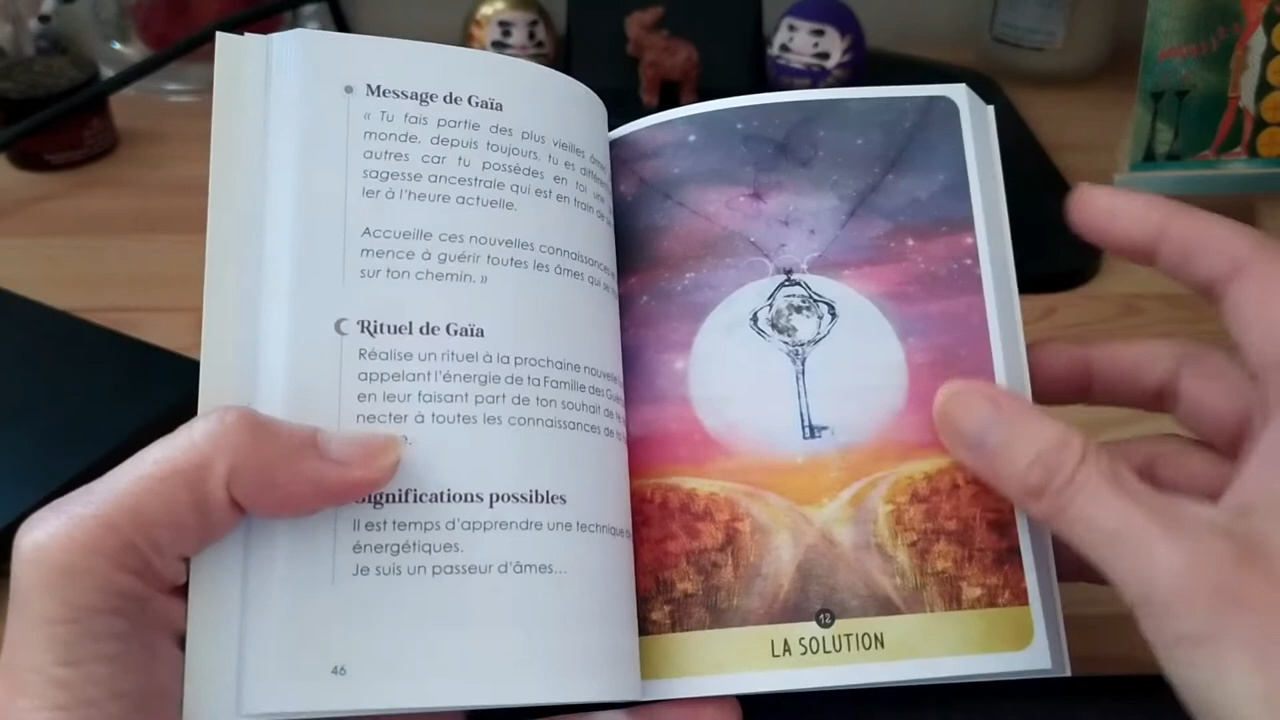 Message de Gaïa
« Tu fais partie des plus vieilles
monde, depuis toujours, tu es
autres car tu possèdes en toi
sagesse ancestrale qui est en train de
ler à l'heure actuelle.
Accueille ces nouvelles connaissances
mence à guérir toutes les âmes qui
sur ton chemin. »
Rituel de Gaïa
Réalise un rituel à la prochaine nouvelle
appelant l'énergie de ta Famille des
en leur faisant part de ton souhait de
necter à toutes les connaissances de
Significations possibles
Il est temps d'apprendre une technique
énergétiques.
Je suis un passeur d'âmes...
46
12
LA SOLUTION